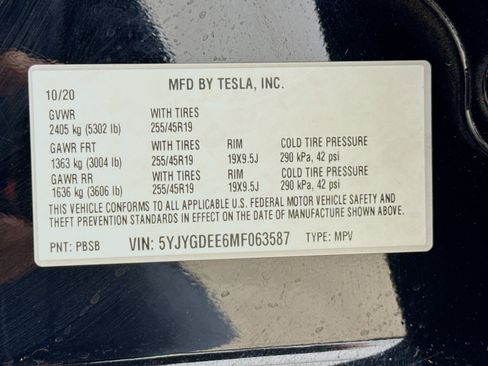 MFD BY TESLA, INC.
10/20
GVWR WITH TIRES
2405 kg (5302 lb) 255/45R19
GAWR FRT WITH TIRES RIM COLD TIRE PRESSURE
1363 kg (3004 lb) 255/45R19 19X9.5J 290 kPa, 42 psi
GAWR RR WITH TIRES RIM COLD TIRE PRESSURE
1636 kg (3606 lb) 255/45R19 19X9.5J 290 kPa, 42 psi
THIS VEHICLE CONFORMS TO ALL APPLICABLE U.S. FEDERAL MOTOR VEHICLE SAFETY AND
THEFT PREVENTION STANDARDS IN EFFECT ON THE DATE OF MANUFACTURE SHOWN ABOVE.
PNT: PBSB VIN: 5YJYGDEE6MF063587 TYPE: MPV